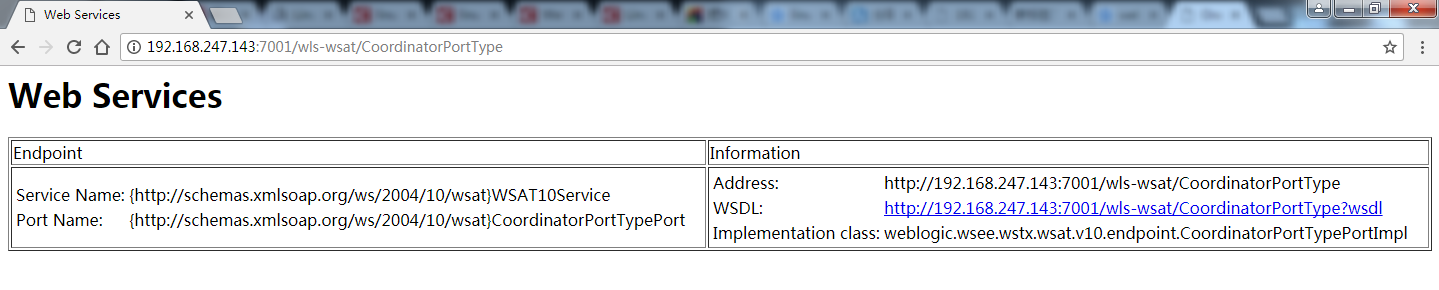 Web Services
192.168.247.143:7001/wls-wsat/CoordinatorPortType
Web Services
Endpoint Information
Service Name: {http://schemas.xmlsoap.org/ws/2004/10/wsat}WSAT10Service
Port Name: {http://schemas.xmlsoap.org/ws/2004/10/wsat}CoordinatorPortTypePort
Address: http://192.168.247.143:7001/wls-wsat/CoordinatorPortType
WSDL: http://192.168.247.143:7001/wls-wsat/CoordinatorPortType?wsdl
Implementation class: weblogic.wsee.wstx.wsat.v10.endpoint.CoordinatorPortTypePortImpl